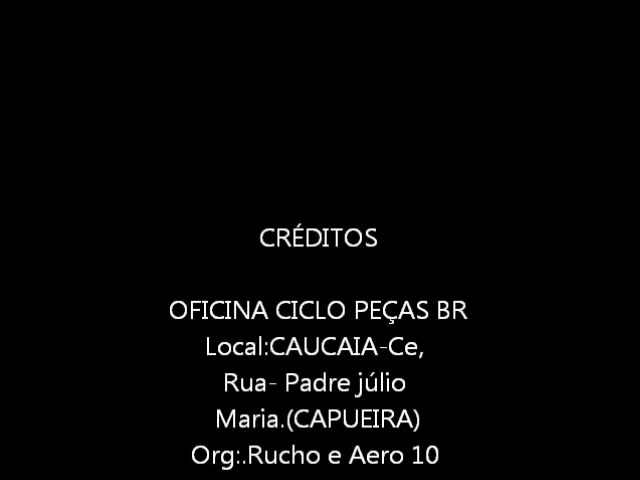 CRÉDITOS
OFICINA CICLO PEÇAS BR
Local:CAUCAIA-Ce,
Rua- Padre júlio
Maria.(CAPUEIRA)
Org:.Rucho e Aero 10